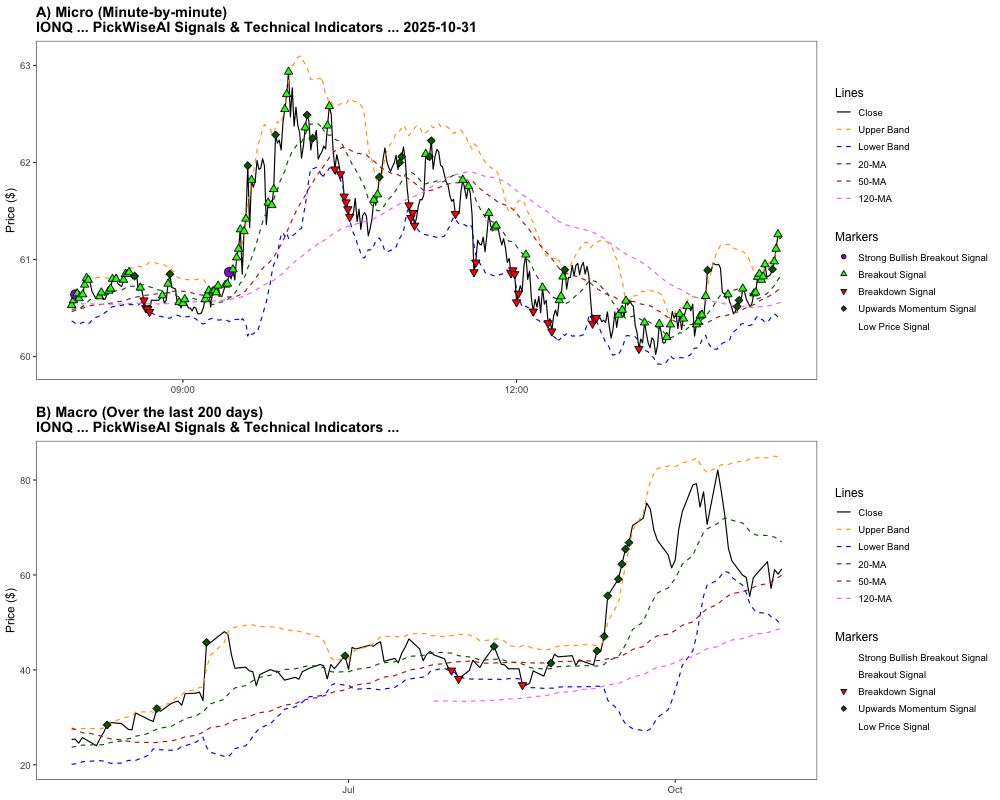 A) Micro (Minute-by-minute)
IONQ ... PickWiseAI Signals & Technical Indicators ... 2025-10-31
Price ($)
63
62
61
60
09:00
12:00
Lines
Close
Upper Band
Lower Band
20-MA
50-MA
120-MA
Markers
Strong Bullish Breakout Signal
Breakout Signal
Breakdown Signal
Upwards Momentum Signal
Low Price Signal
B) Macro (Over the last 200 days)
IONQ ... PickWiseAI Signals & Technical Indicators ...
Price ($)
80
60
40
20
Jul
Oct
Lines
Close
Upper Band
Lower Band
20-MA
50-MA
120-MA
Markers
Strong Bullish Breakout Signal
Breakout Signal
Breakdown Signal
Upwards Momentum Signal
Low Price Signal